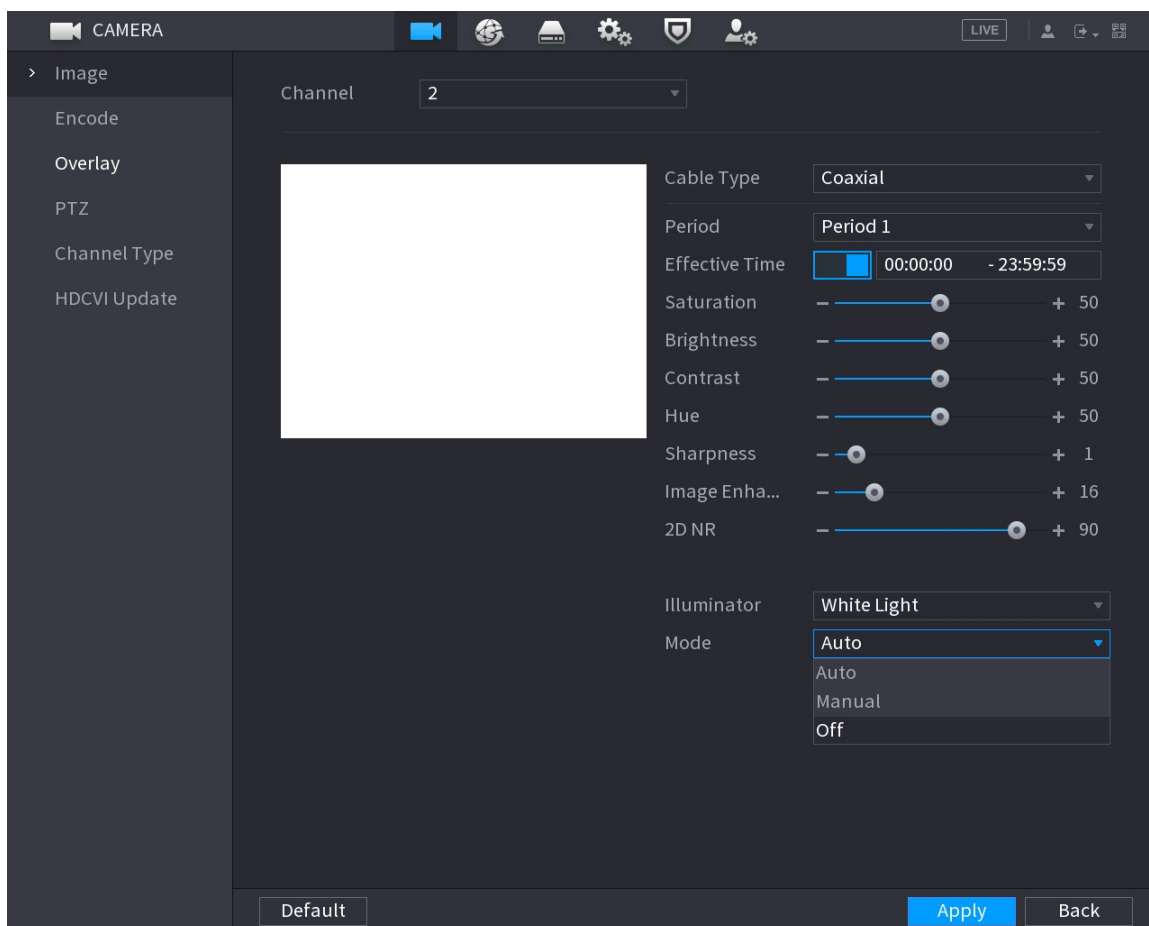 CAMERA
LIVE
Image
Encode
Overlay
PTZ
Channel Type
HDCVI Update
Channel 2
Cable Type Coaxial
Period Period 1
Effective Time 00:00:00 - 23:59:59
Saturation - + 50
Brightness - + 50
Contrast - + 50
Hue - + 50
Sharpness - + 1
Image Enha... - + 16
2D NR - + 90
Illuminator White Light
Mode Auto
Auto
Manual
Off
Default Apply Back